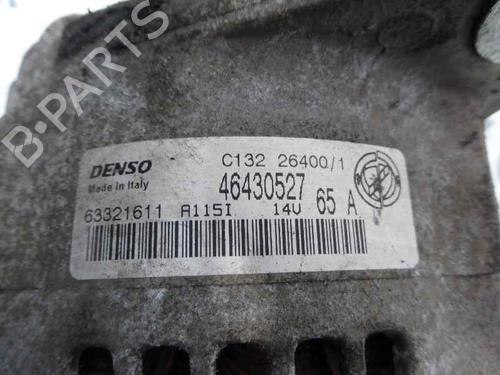 B-PARTS
DENSO
Made in Italy
C132 26400/1
46430527
63321611 A115I 14V 65 A